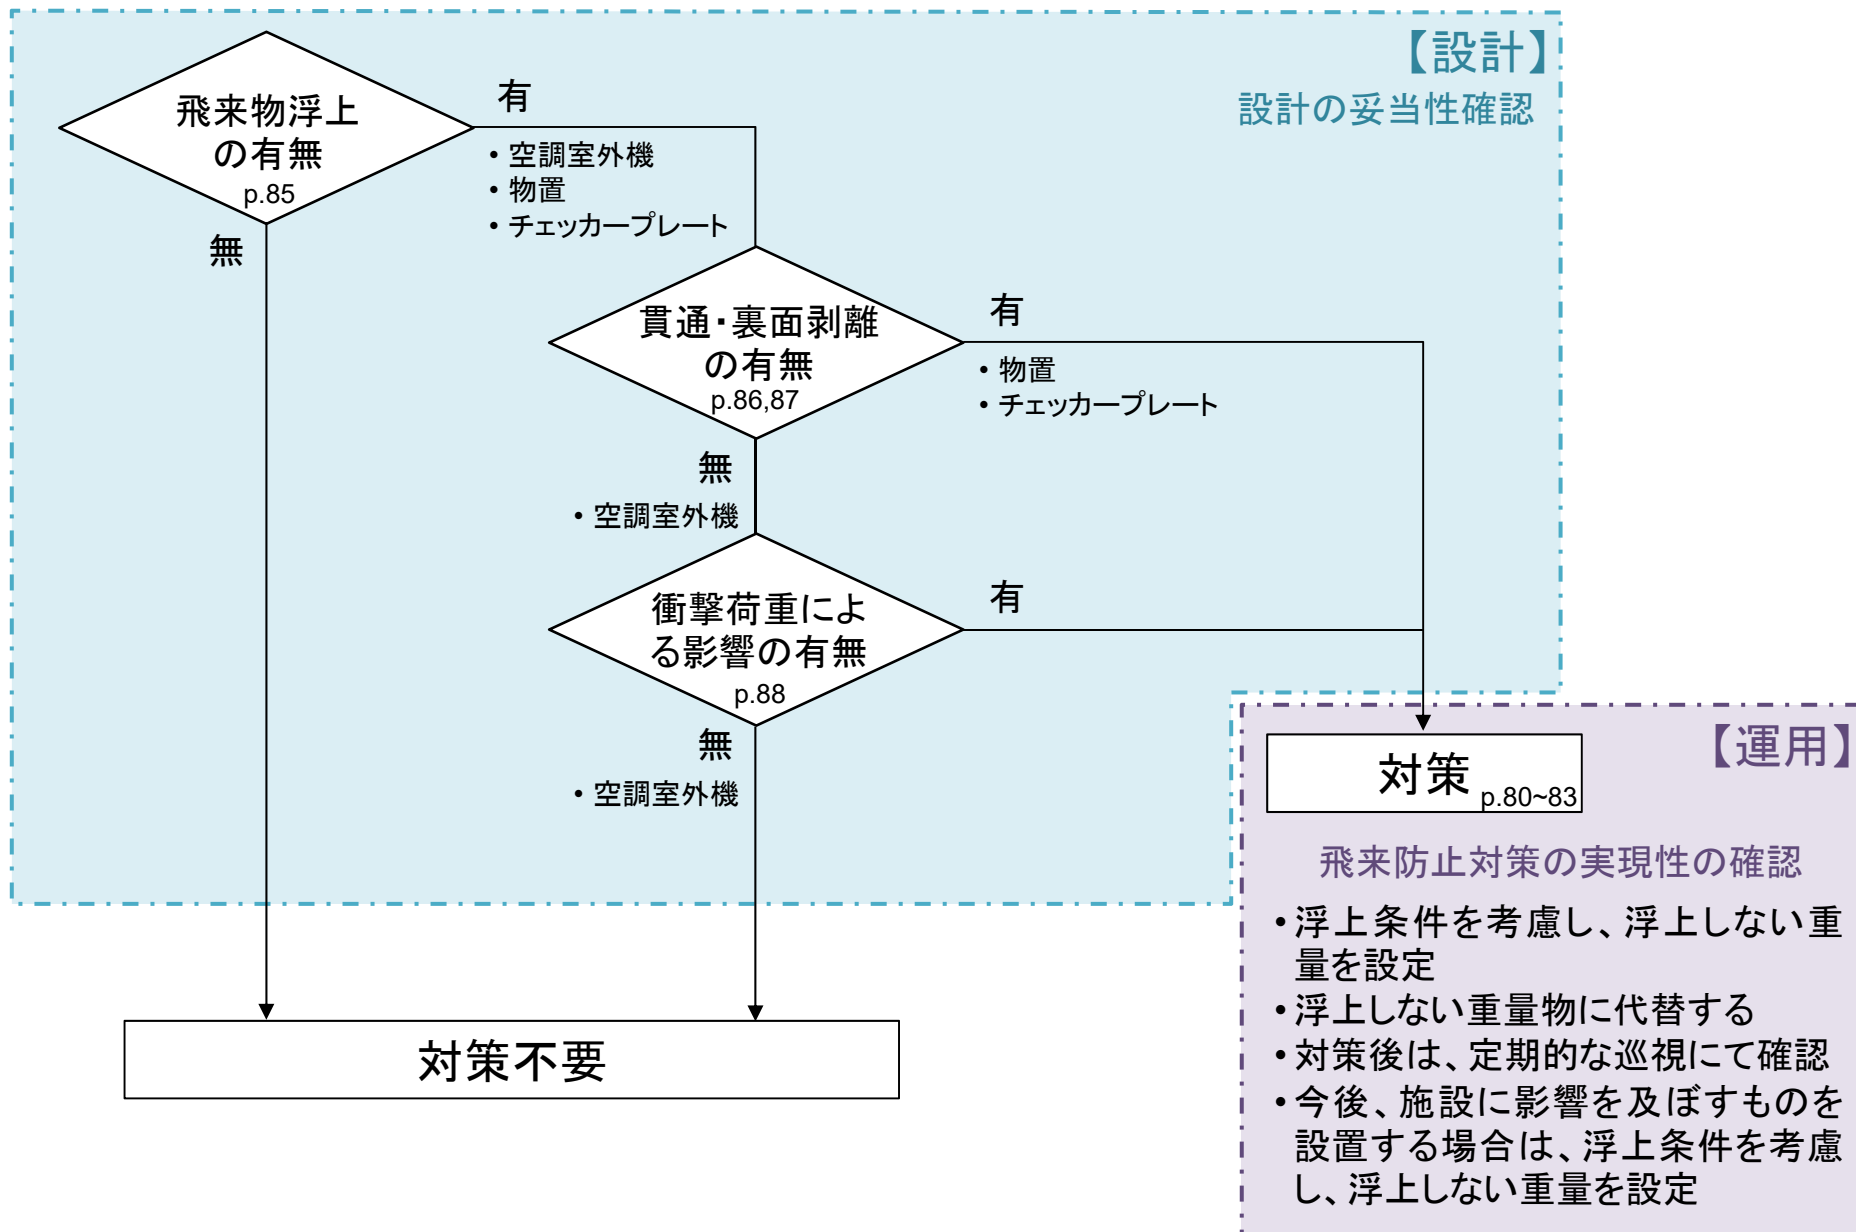 【設計】
設計の妥当性確認
飛来物浮上
の有無
p.85
有
・空調室外機
・物置
・チェッカープレート
無
貫通・裏面剥離
の有無
p.86,87
有
・物置
・チェッカープレート
無
・空調室外機
衝撃荷重によ
る影響の有無
p.88
有
無
・空調室外機
対策不要
【運用】
対策 p.80~83
飛来防止対策の実現性の確認
・浮上条件を考慮し、浮上しない重
量を設定
・浮上しない重量物に代替する
・対策後は、定期的な巡視にて確認
・今後、施設に影響を及ぼすものを
設置する場合は、浮上条件を考慮
し、浮上しない重量を設定